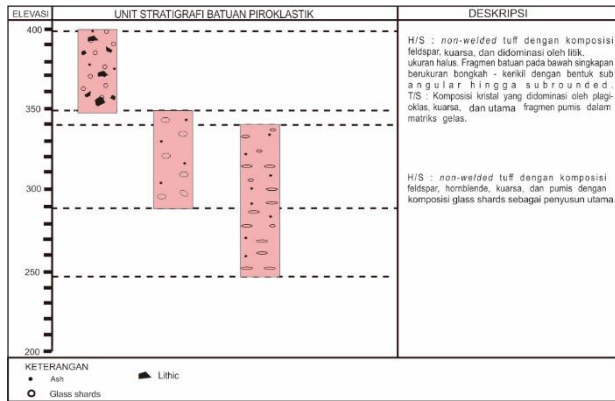 ELEVASI
UNIT STRATIGRAFI BATUAN PIROKLASTIK
DESKRIPSI
400
350
300
250
200
H/S : non-welded tuff dengan komposisi
feldspar, kuarsa, dan didominasi oleh litik.
ukuran halus. Fragmen batuan pada bawah singkapan
berukuran bongkah - kerikil dengan bentuk sub
angular hingga subrounded.
T/S : Komposisi kristal yang didominasi oleh plagi-
oklas, kuarsa, dan utama fragmen pumis dalam
matriks gelas.
H/S : non-welded tuff dengan komposisi
feldspar, hornblende, kuarsa, dan pumis dengan
komposisi glass shards sebagai penyusun utama.
KETERANGAN
Ash
Lithic
Glass shards